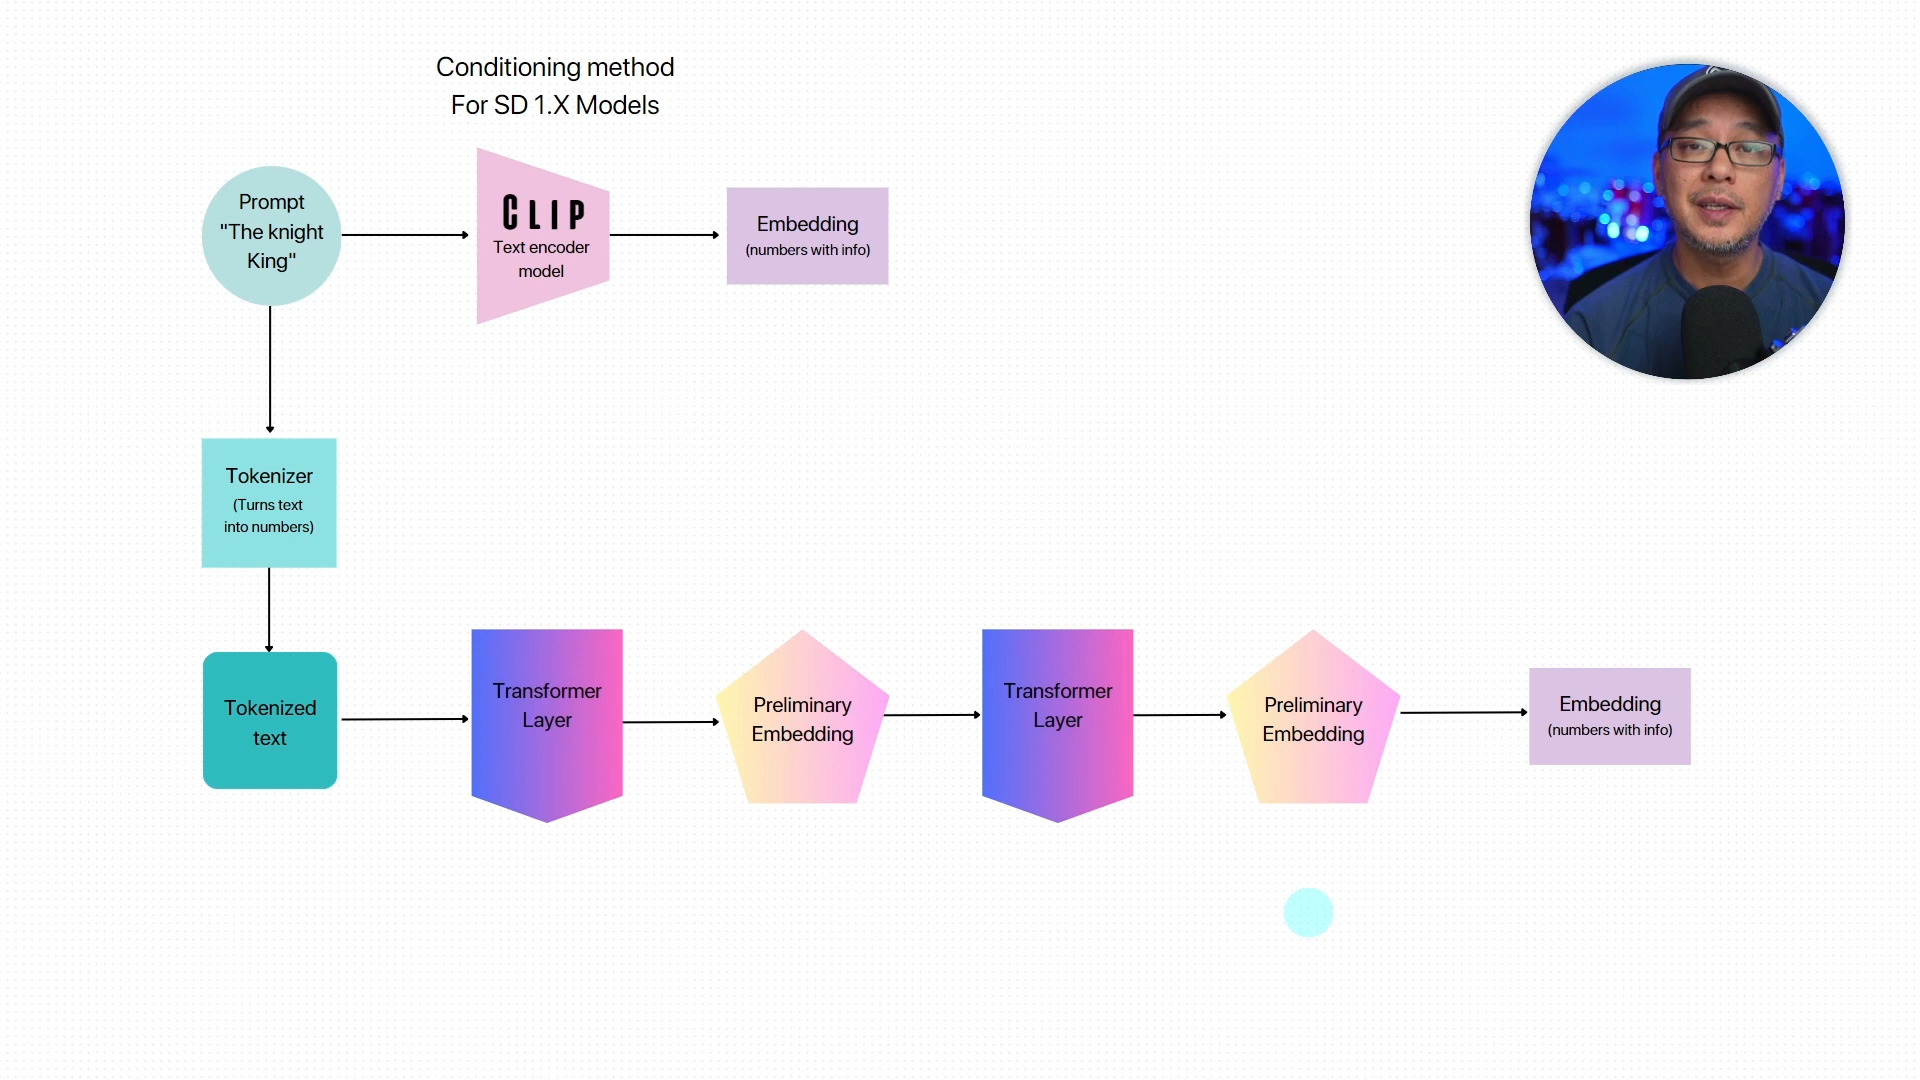 Conditioning method
For SD 1.X Models
Prompt
"The knight
King"
CLIP
Text encoder
model
Embedding
(numbers with info)
Tokenizer
(Turns text
into numbers)
Tokenized
text
Transformer
Layer
Preliminary
Embedding
Transformer
Layer
Preliminary
Embedding
Embedding
(numbers with info)